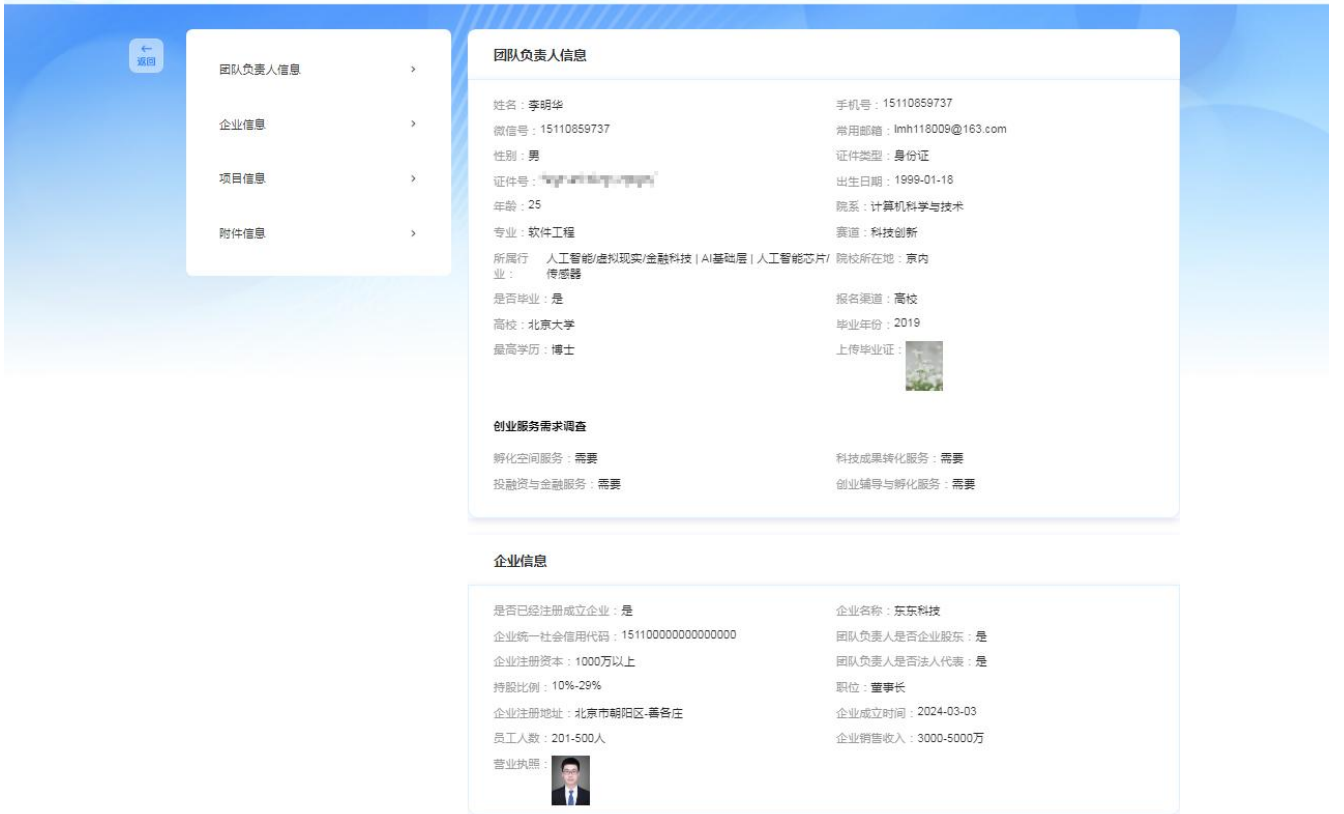 返回
团队负责人信息
企业信息
项目信息
附件信息
团队负责人信息
姓名：李明华
手机号：15110859737
微信号：15110859737
常用邮箱：lmh118009@163.com
性别：男
证件类型：身份证
证件号：
出生日期：1999-01-18
年龄：25
院系：计算机科学与技术
专业：软件工程
赛道：科技创新
所属行业：
人工智能/虚拟现实/金融科技 | AI基础层 | 人工智能芯片/
传感器
院校所在地：京内
是否毕业：是
报名渠道：高校
高校：北京大学
毕业年份：2019
最高学历：博士
上传毕业证：
创业服务需求调查
孵化空间服务：需要
科技成果转化服务：需要
投融资与金融服务：需要
创业辅导与孵化服务：需要
企业信息
是否已经注册成立企业：是
企业名称：东东科技
企业统一社会信用代码：151100000000000000
团队负责人是否企业股东：是
企业注册资本：1000万以上
团队负责人是否法人代表：是
持股比例：10%-29%
职位：董事长
企业注册地址：北京市朝阳区-善各庄
企业成立时间：2024-03-03
员工人数：201-500人
企业销售收入：3000-5000万
营业执照：